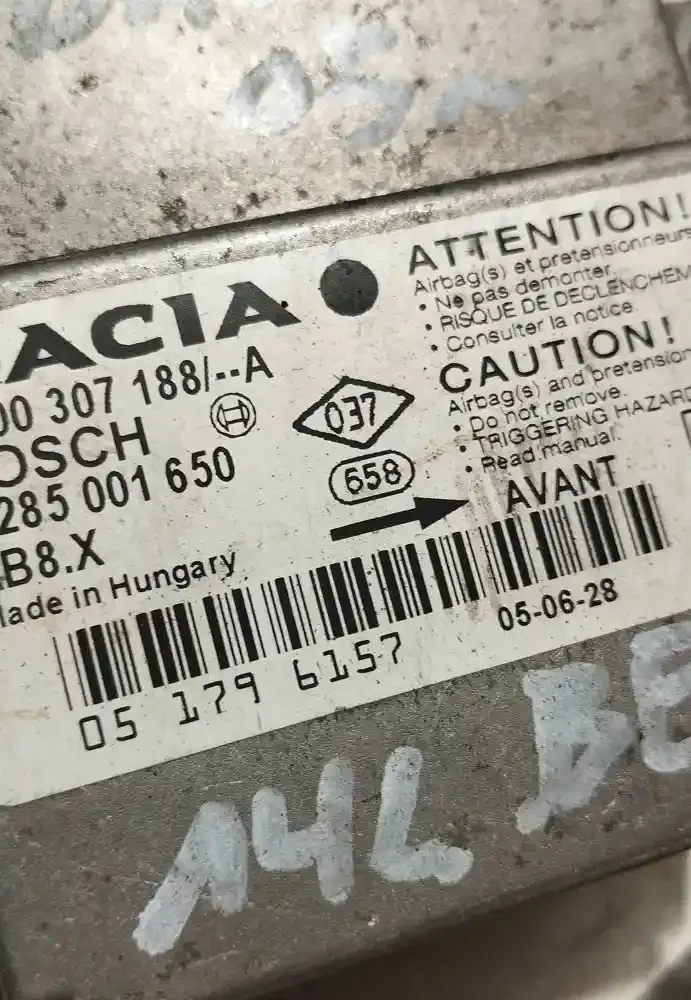 ACIA
00 307 188/--A
OSCH
285 001 650
B8.X
ade in Hungary
037
658
ATTENTION!
Airbag(s) et pretensionneurs
• Ne pas demonter.
• RISQUE DE DECLENCHEM
• Consulter la notice.
CAUTION!
Airbag(s) and pretension
• Do not remove.
• TRIGGERING HAZARD
• Read manual.
AVANT
05-06-28
05 179 6157
14L BE